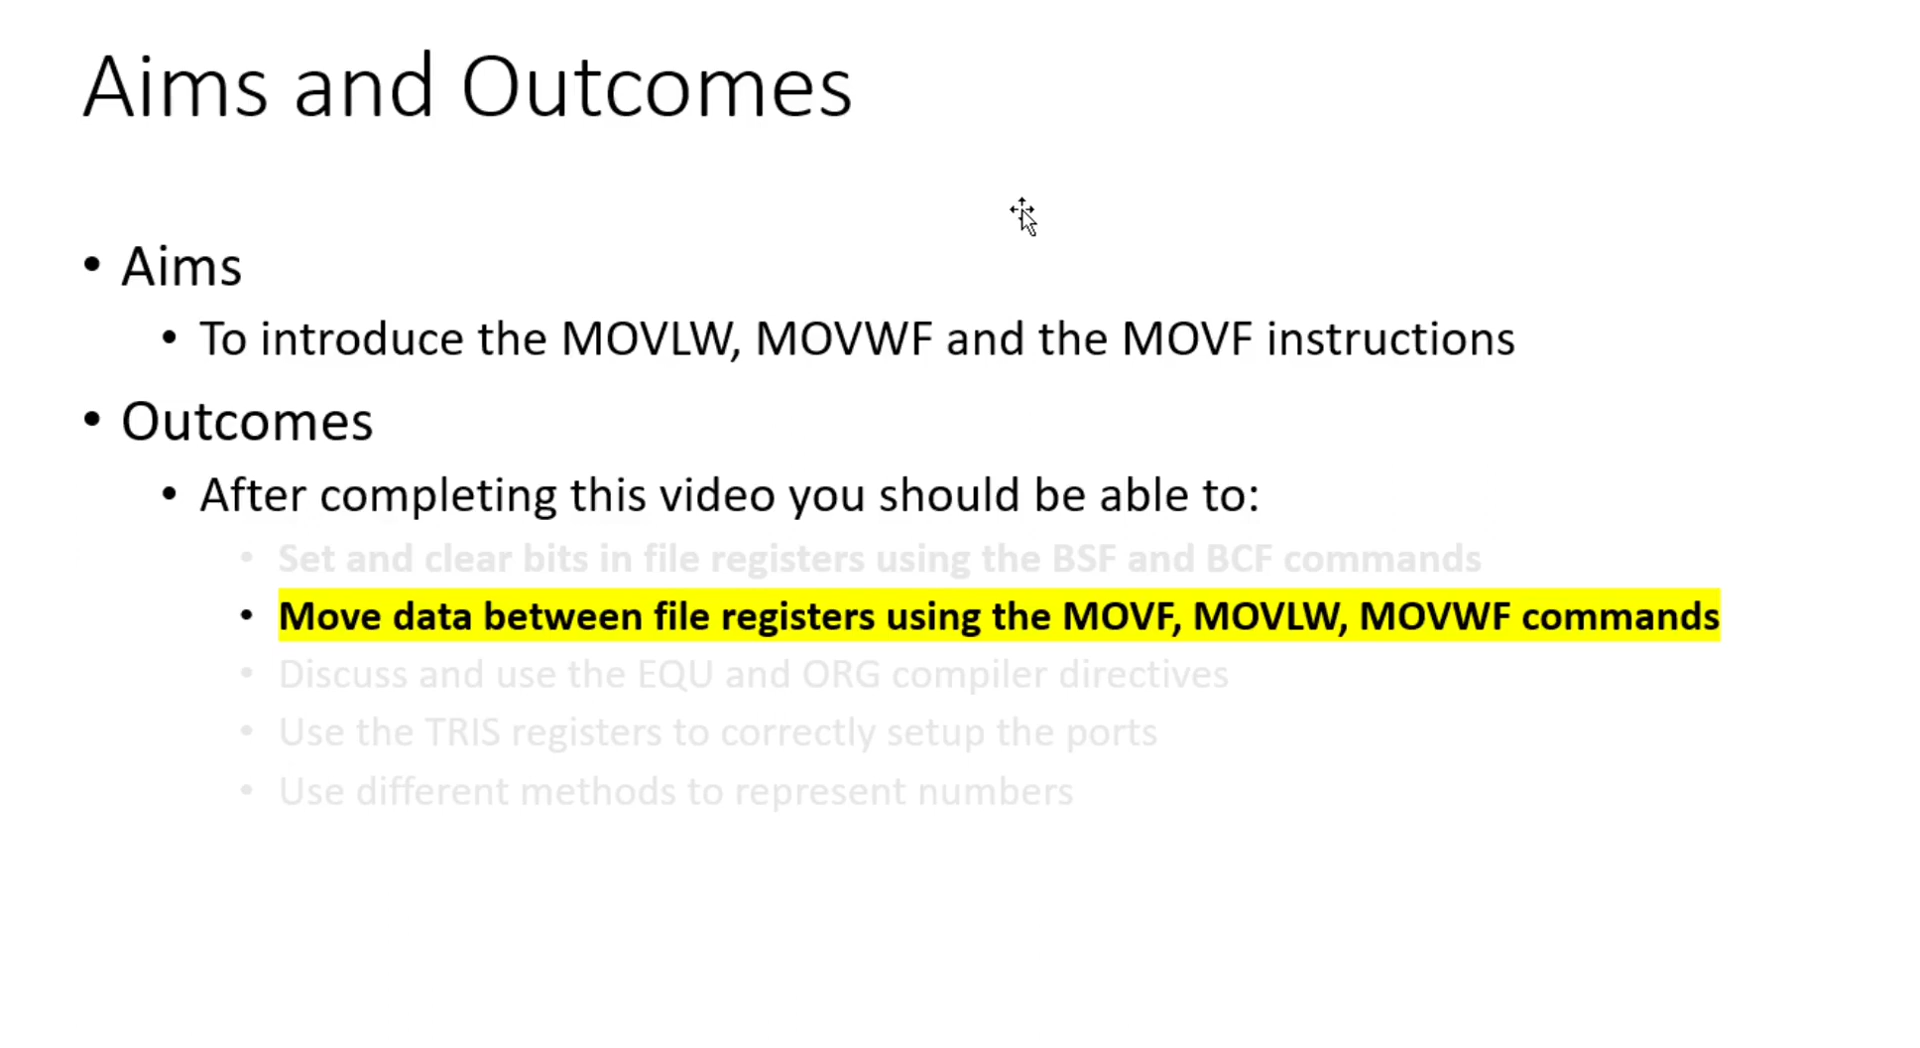 Aims and Outcomes
• Aims
• To introduce the MOVLW, MOVWF and the MOVF instructions
• Outcomes
• After completing this video you should be able to:
• Set and clear bits in file registers using the BSF and BCF commands
• Move data between file registers using the MOVF, MOVLW, MOVWF commands
• Discuss and use the EQU and ORG compiler directives
• Use the TRIS registers to correctly setup the ports
• Use different methods to represent numbers